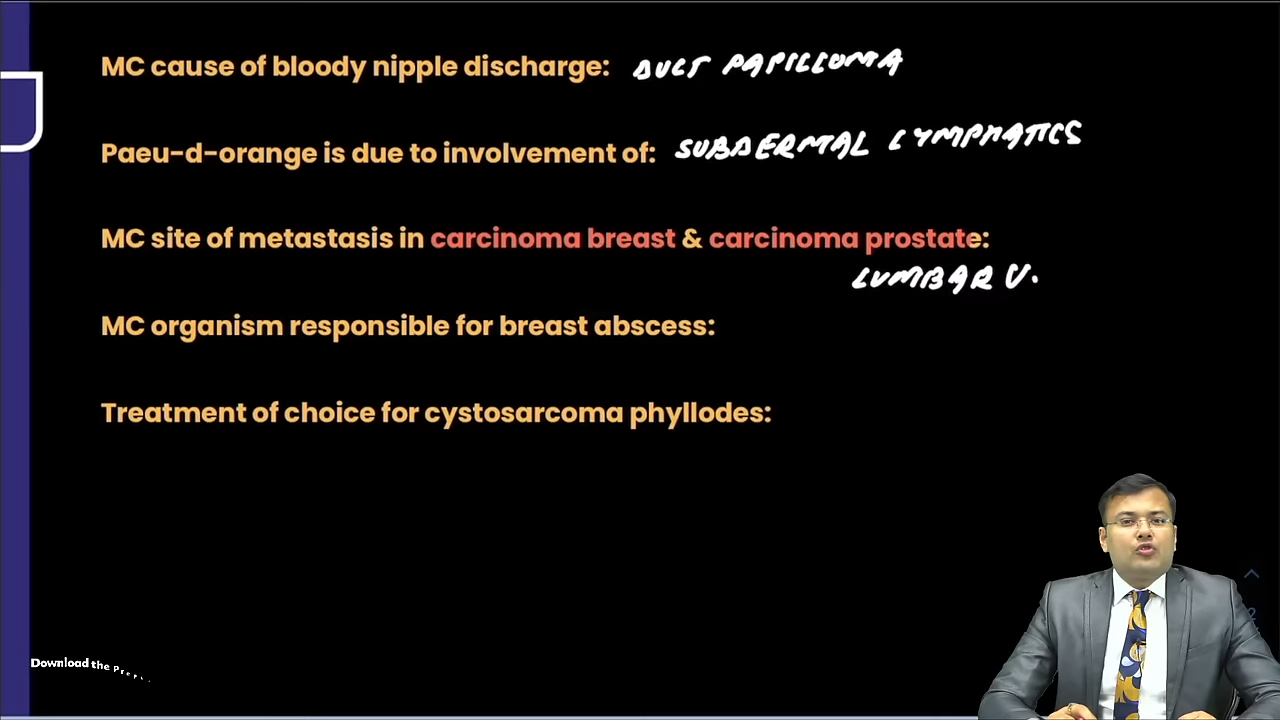 MC cause of bloody nipple discharge: DUCT PAPILLOMA
Paeu-d-orange is due to involvement of: SUBDERMAL LYMPHATICS
MC site of metastasis in carcinoma breast & carcinoma prostate:
LUMBAR V.
MC organism responsible for breast abscess:
Treatment of choice for cystosarcoma phyllodes:
Download the